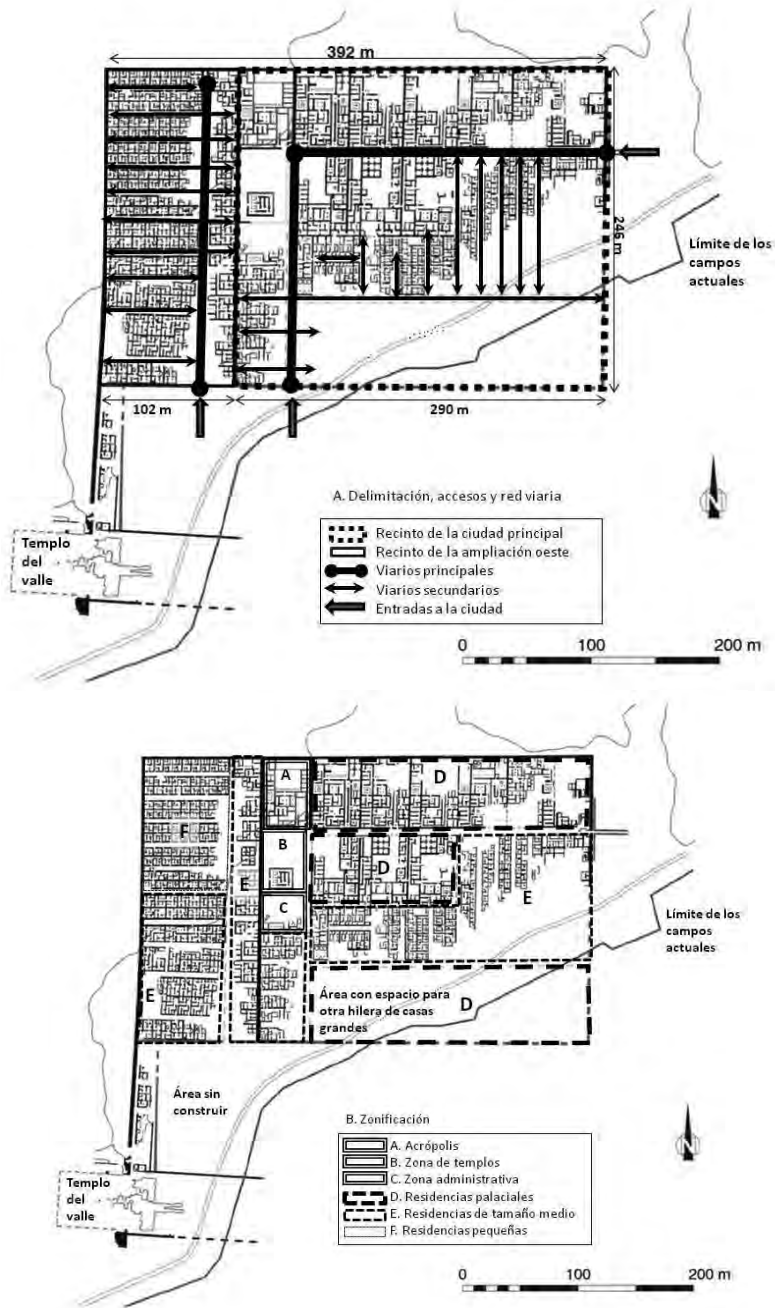 392 m
246 m
Límite de los
campos
actuales
102 m
290 m
A. Delimitación, accesos y red viaria
Recinto de la ciudad principal
Recinto de la ampliación oeste
Viarios principales
Viarios secundarios
Entradas a la ciudad
N
Templo
del
valle
0 100 200 m
A
D
F
B
E
D
E
C
Límite de los
campos
actuales
E
Área con espacio para
otra hilera de casas
grandes
D
Área sin
construir
B. Zonificación
A. Acrópolis
B. Zona de templos
C. Zona administrativa
D. Residencias palaciales
E. Residencias de tamaño medio
F. Residencias pequeñas
N
Templo
del
valle
0 100 200 m